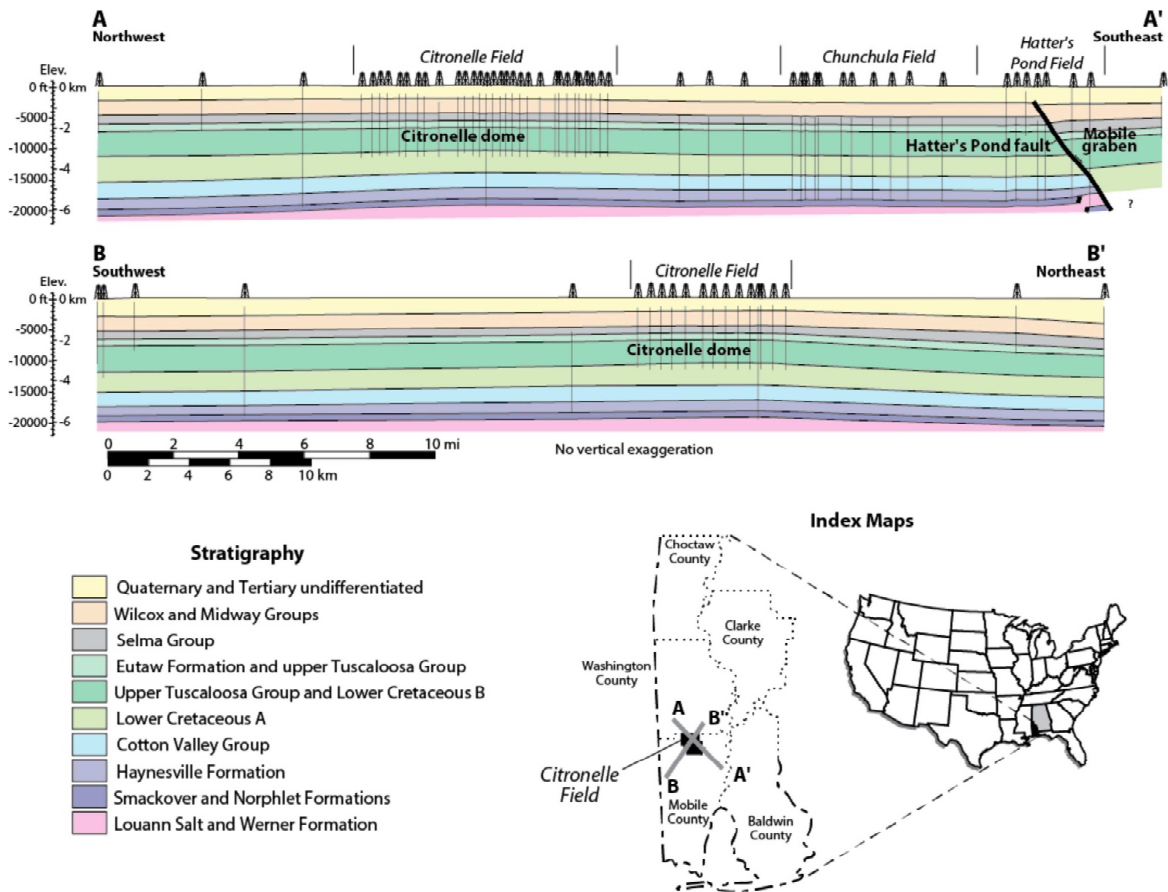 A
Northwest
Citronelle Field
Chunchula Field
Hatter's
Pond Field
A'
Southeast
Elev.
0 ft 0 km
-5000
-2
-10000
-4
-15000
-20000 -6
Citronelle dome
Hatter's Pond fault
Mobile
graben
?
B
Southwest
Citronelle Field
B'
Northeast
Elev.
0 ft 0 km
-5000
-2
-10000
-4
-15000
-20000 -6
Citronelle dome
0 2 4 6 8 10 mi
0 2 4 6 8 10 km
No vertical exaggeration
Stratigraphy
Quaternary and Tertiary undifferentiated
Wilcox and Midway Groups
Selma Group
Eutaw Formation and upper Tuscaloosa Group
Upper Tuscaloosa Group and Lower Cretaceous B
Lower Cretaceous A
Cotton Valley Group
Haynesville Formation
Smackover and Norphlet Formations
Louann Salt and Werner Formation
Index Maps
Choctaw
County
Clarke
County
Washington
County
A
B"
Citronelle
Field
B
A'
Mobile
County
Baldwin
County